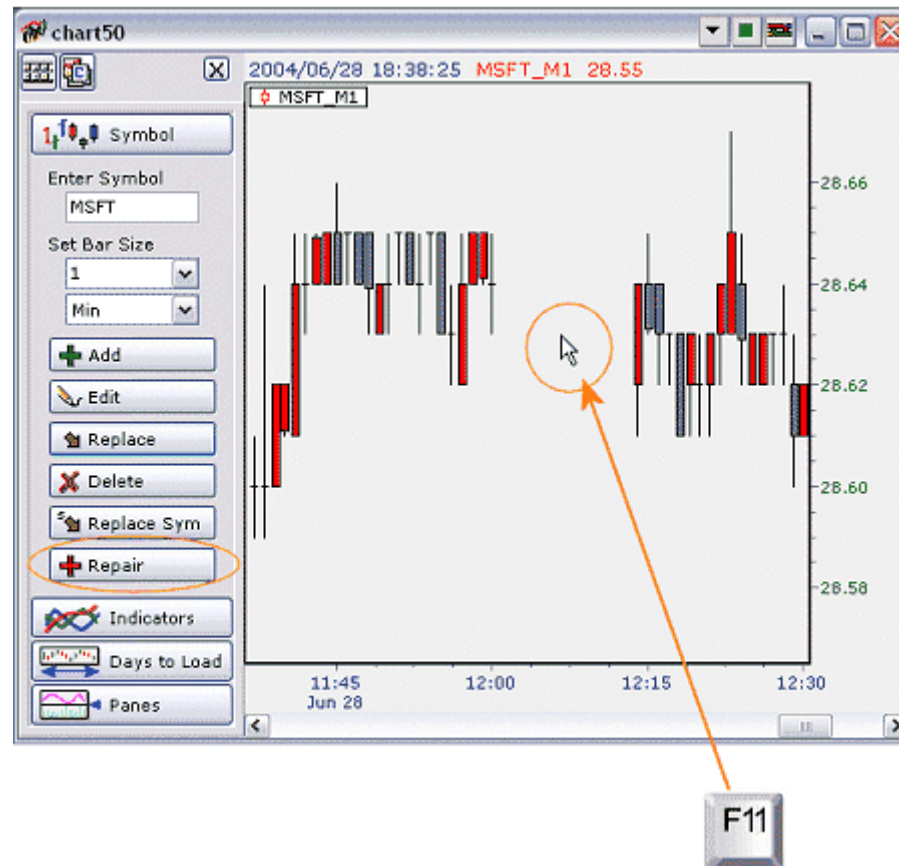 chart50
2004/06/28 18:38:25 MSFT_M1 28.55
MSFT_M1
Symbol
Enter Symbol
MSFT
Set Bar Size
1
Min
Add
Edit
Replace
Delete
Replace Sym
Repair
Indicators
Days to Load
Panes
28.66
28.64
28.62
28.60
28.58
11:45 12:00 12:15 12:30
Jun 28
F11